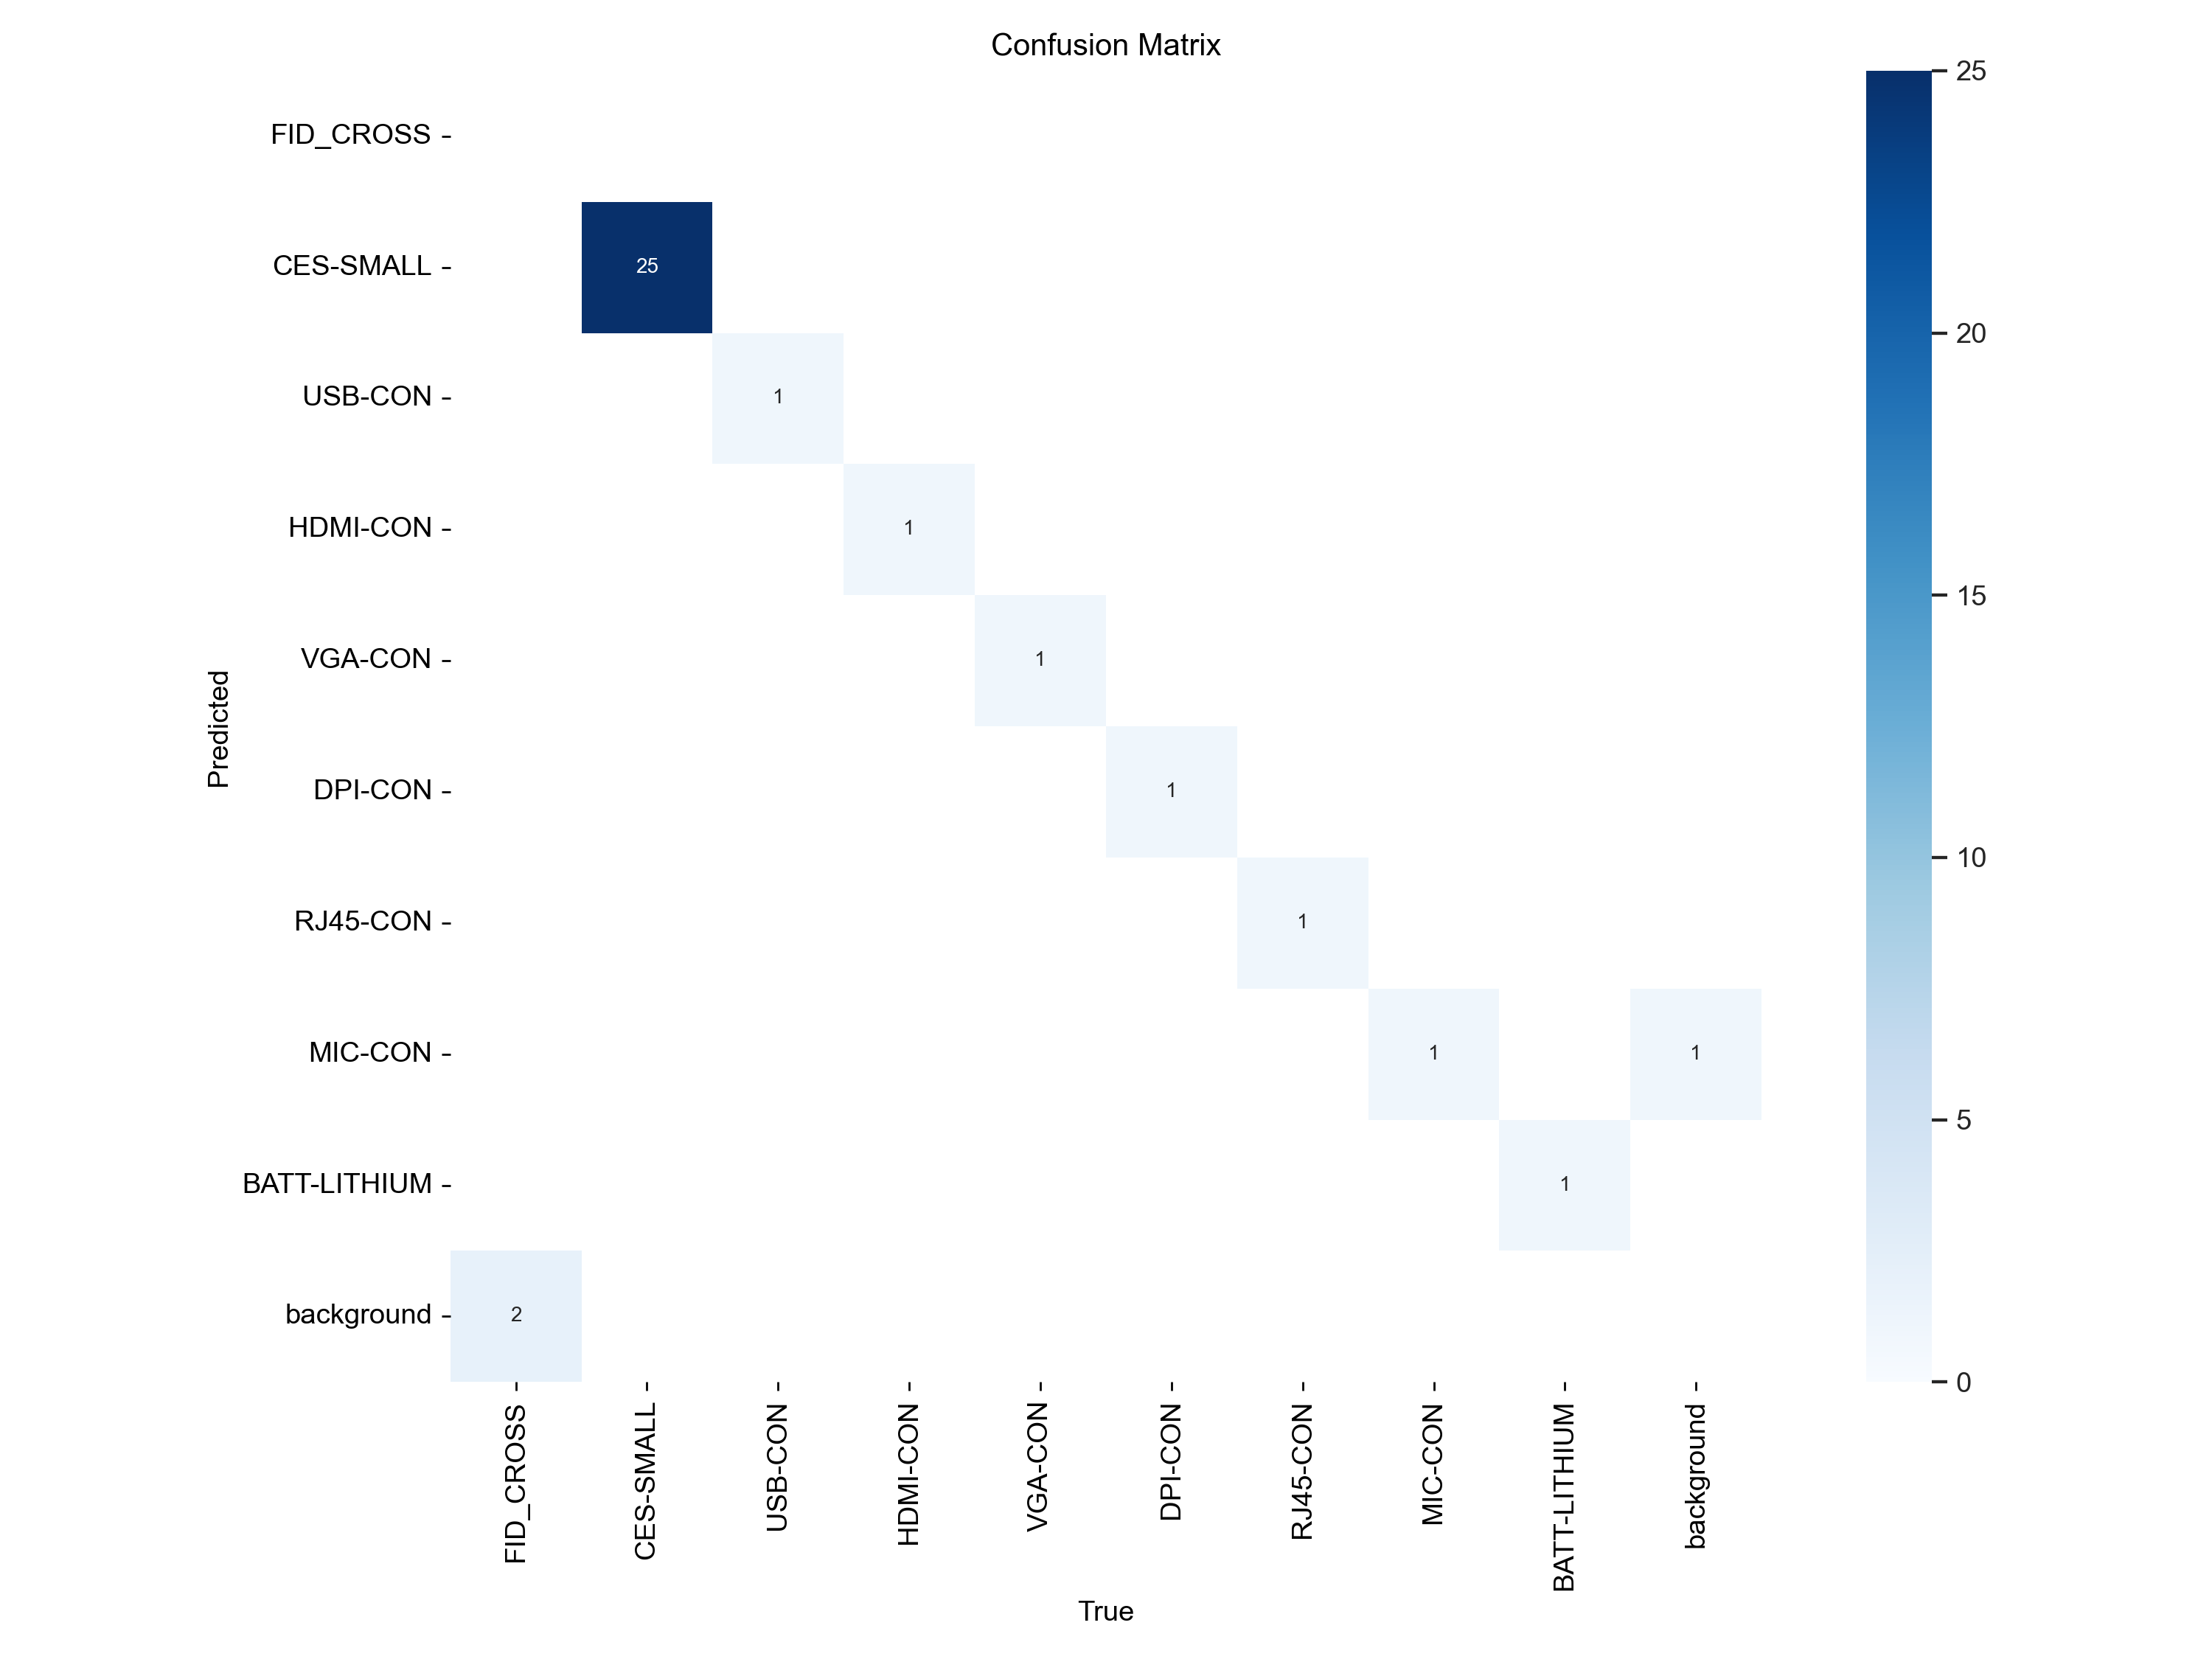 Confusion Matrix
FID_CROSS
CES-SMALL
USB-CON
HDMI-CON
VGA-CON
DPI-CON
RJ45-CON
MIC-CON
BATT-LITHIUM
background
Predicted
25
1
1
1
1
1
1 1
1
2
FID_CROSS
CES-SMALL
USB-CON
HDMI-CON
VGA-CON
DPI-CON
RJ45-CON
MIC-CON
BATT-LITHIUM
background
True
25
20
15
10
5
0